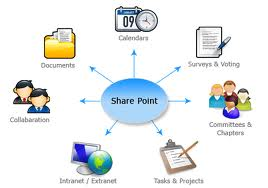 Calendars
09
Documents
Surveys & Voting
Share Point
Collabaration
Committees &
Chapters
Intranet / Extranet
Tasks & Projects